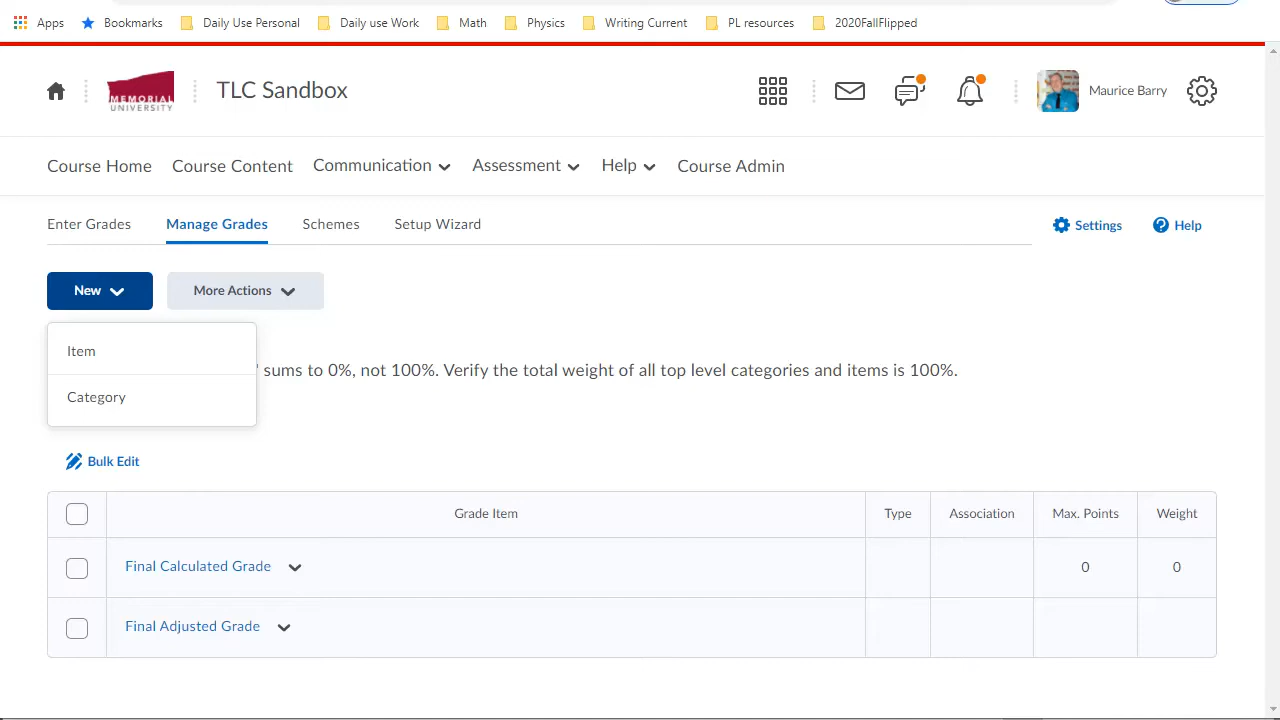 Apps Bookmarks Daily Use Personal Daily use Work Math Physics Writing Current PL resources 2020FallFlipped
MEMORIAL
UNIVERSITY
TLC Sandbox
Maurice Barry
Course Home Course Content Communication Assessment Help Course Admin
Enter Grades Manage Grades Schemes Setup Wizard Settings Help
New More Actions
Item
sums to 0%, not 100%. Verify the total weight of all top level categories and items is 100%.
Category
Bulk Edit
Grade Item Type Association Max. Points Weight
Final Calculated Grade 0 0
Final Adjusted Grade